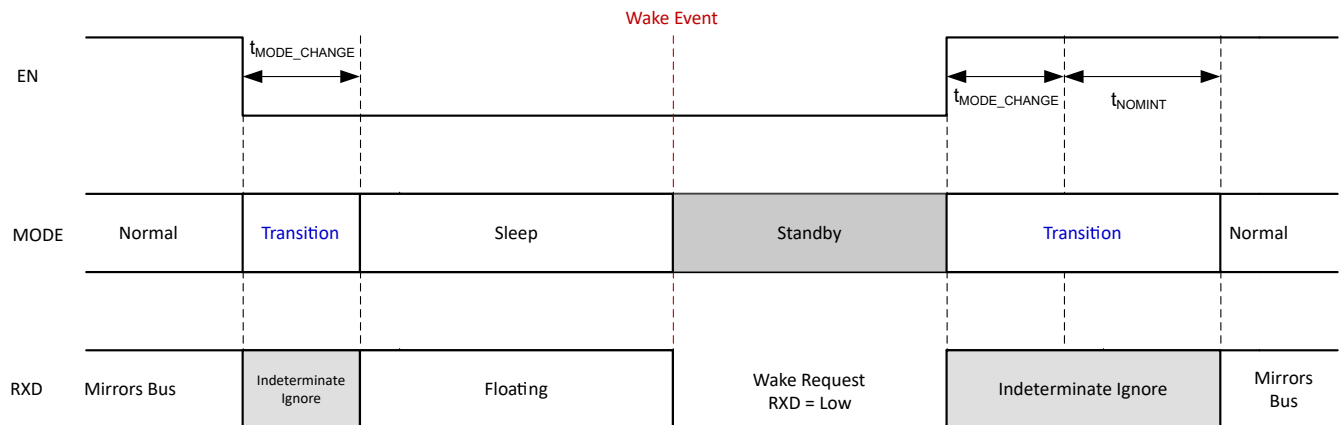 Wake Event
EN
tMODE_CHANGE
tMODE_CHANGE
tNOMINT
MODE
Normal
Transition
Sleep
Standby
Transition
Normal
RXD
Mirrors Bus
Indeterminate
Ignore
Floating
Wake Request
RXD = Low
Indeterminate Ignore
Mirrors
Bus